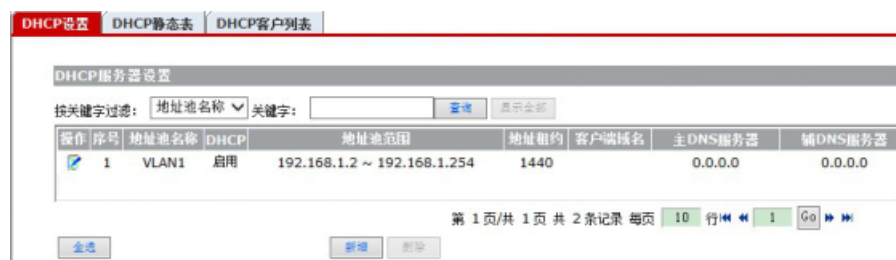 DHCP设置 DHCP静态表 DHCP客户列表
DHCP服务器设置
按关键字过滤: 地址池名称 关键字: 查询 显示全部
操作 序号 地址池名称 DHCP 地址池范围 地址租约 客户端域名 主DNS服务器 辅DNS服务器
1 VLAN1 启用 192.168.1.2 ~ 192.168.1.254 1440 0.0.0.0 0.0.0.0
第 1 页/共 1 页 共 2 条记录 每页 10 行 1 Go
全选 新增 删除